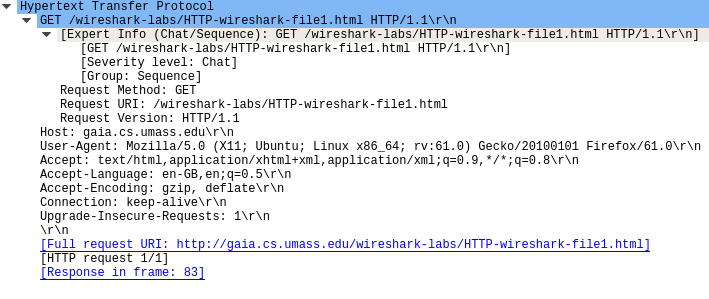 Hypertext Transfer Protocol
GET /wireshark-labs/HTTP-wireshark-file1.html HTTP/1.1\r\n
[Expert Info (Chat/Sequence): GET /wireshark-labs/HTTP-wireshark-file1.html HTTP/1.1\r\n]
[GET /wireshark-labs/HTTP-wireshark-file1.html HTTP/1.1\r\n]
[Severity level: Chat]
[Group: Sequence]
Request Method: GET
Request URI: /wireshark-labs/HTTP-wireshark-file1.html
Request Version: HTTP/1.1
Host: gaia.cs.umass.edu\r\n
User-Agent: Mozilla/5.0 (X11; Ubuntu; Linux x86_64; rv:61.0) Gecko/20100101 Firefox/61.0\r\n
Accept: text/html,application/xhtml+xml,application/xml;q=0.9,*/*;q=0.8\r\n
Accept-Language: en-GB,en;q=0.5\r\n
Accept-Encoding: gzip, deflate\r\n
Connection: keep-alive\r\n
Upgrade-Insecure-Requests: 1\r\n
\r\n
[Full request URI: http://gaia.cs.umass.edu/wireshark-labs/HTTP-wireshark-file1.html]
[HTTP request 1/1]
[Response in frame: 83]